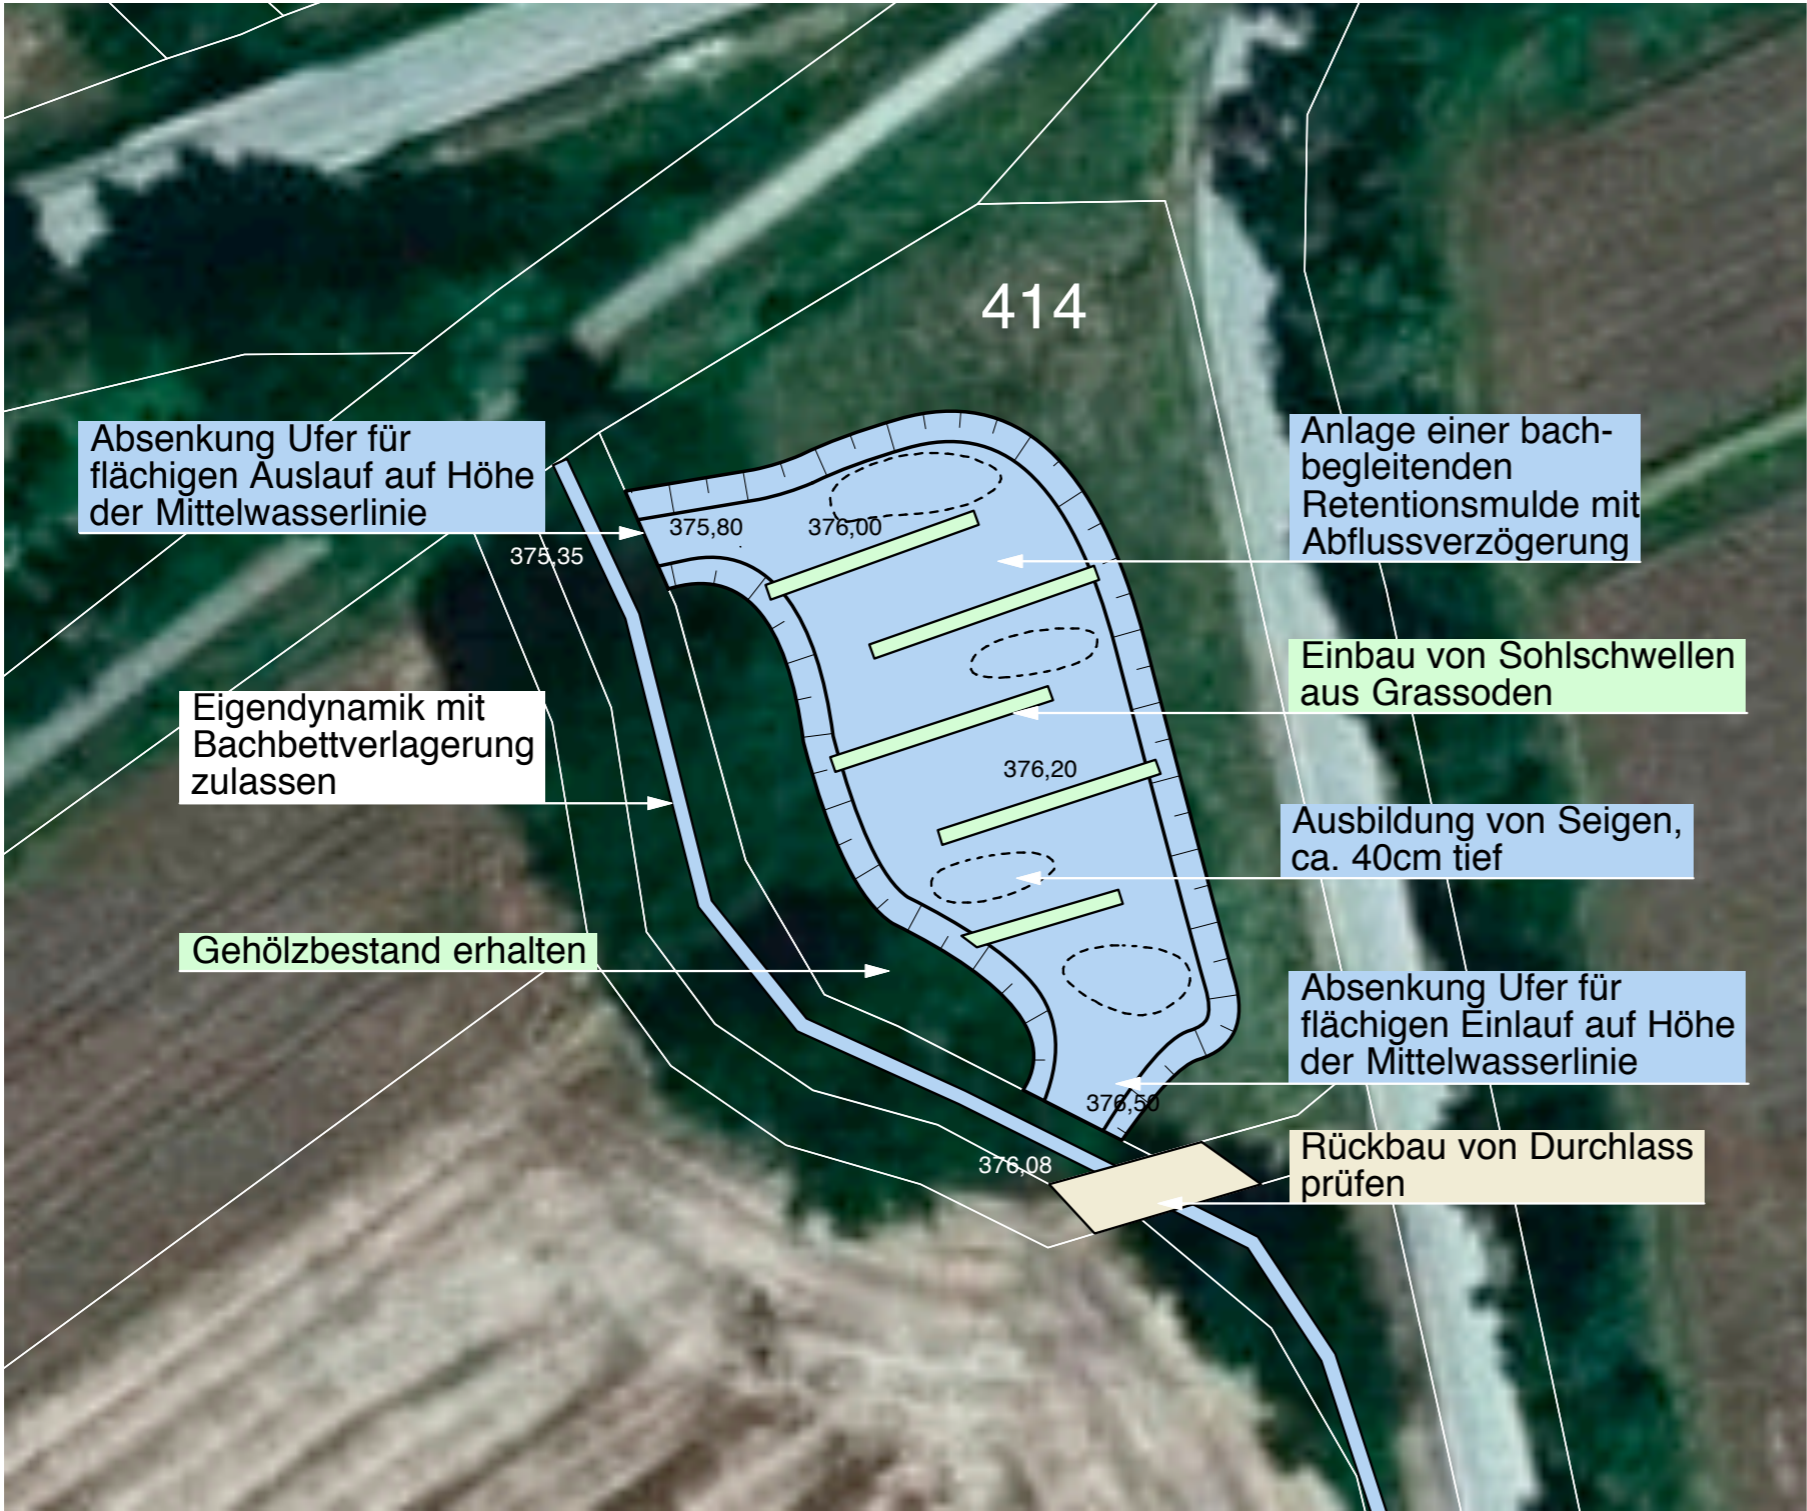 414
Absenkung Ufer für
flächigen Auslauf auf Höhe
der Mittelwasserlinie
Anlage einer bach-
begleitenden
Retentionsmulde mit
Abflussverzögerung
375,80
376,00
375,35
Einbau von Sohlschwellen
aus Grassoden
Eigendynamik mit
Bachbettverlagerung
zulassen
376,20
Ausbildung von Seigen,
ca. 40cm tief
Gehölzbestand erhalten
Absenkung Ufer für
flächigen Einlauf auf Höhe
der Mittelwasserlinie
376,50
376,08
Rückbau von Durchlass
prüfen